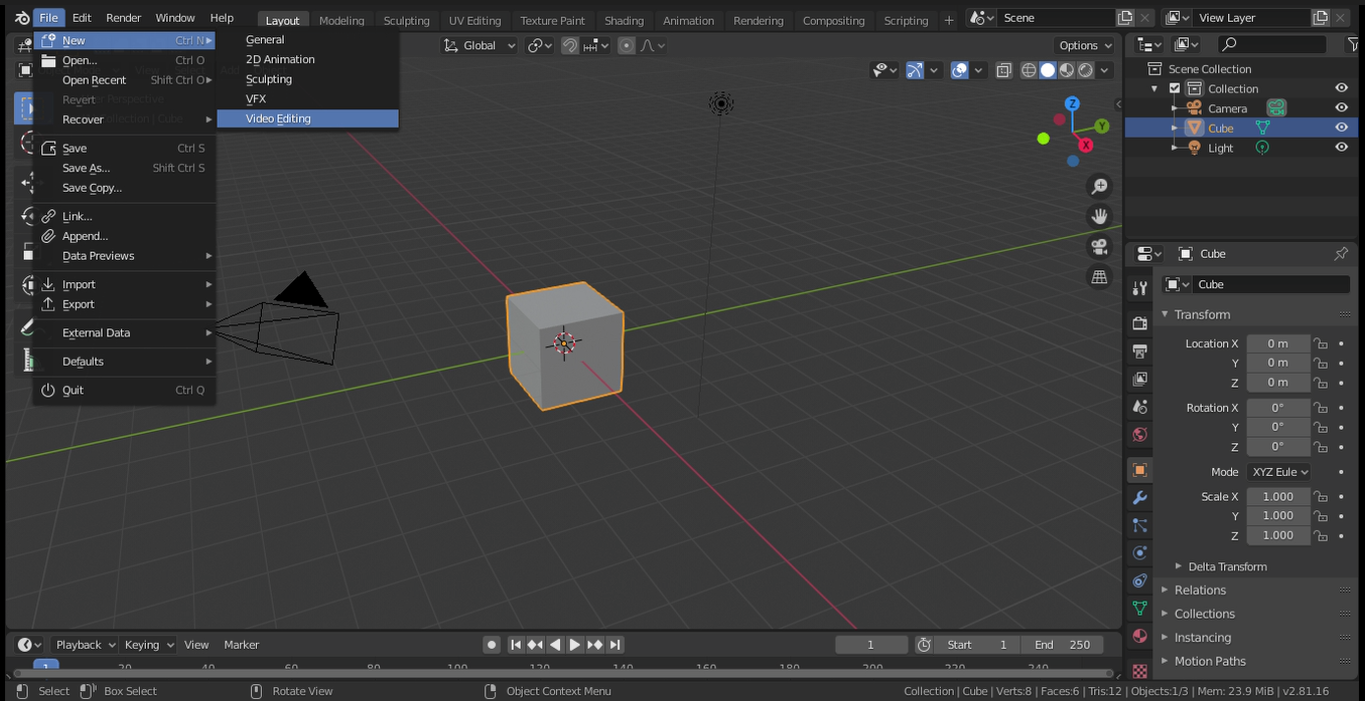 File Edit Render Window Help Layout Modeling Sculpting UV Editing Texture Paint Shading Animation Rendering Compositing Scripting + Scene View Layer
New Ctrl N
Open... Ctrl O
Open Recent Shift Ctrl O
Revert
Recover
Save Ctrl S
Save As... Shift Ctrl S
Save Copy...
Link...
Append...
Data Previews
Import
Export
External Data
Defaults
Quit Ctrl Q
General
2D Animation
Sculpting
VFX
Video Editing
Global
Options
Z
Y
X
Scene Collection
Collection
Camera
Cube
Light
Cube
Cube
Transform
Location X 0 m
Y 0 m
Z 0 m
Rotation X 0°
Y 0°
Z 0°
Mode XYZ Eule
Scale X 1.000
Y 1.000
Z 1.000
Delta Transform
Relations
Collections
Instancing
Motion Paths
Playback Keying View Marker 1 Start 1 End 250
1 20 40 60 80 100 120 140 160 180 200 220 240
Select Box Select Rotate View Object Context Menu Collection | Cube | Verts:8 | Faces:6 | Tris:12 | Objects:1/3 | Mem: 23.9 MiB | v2.81.16